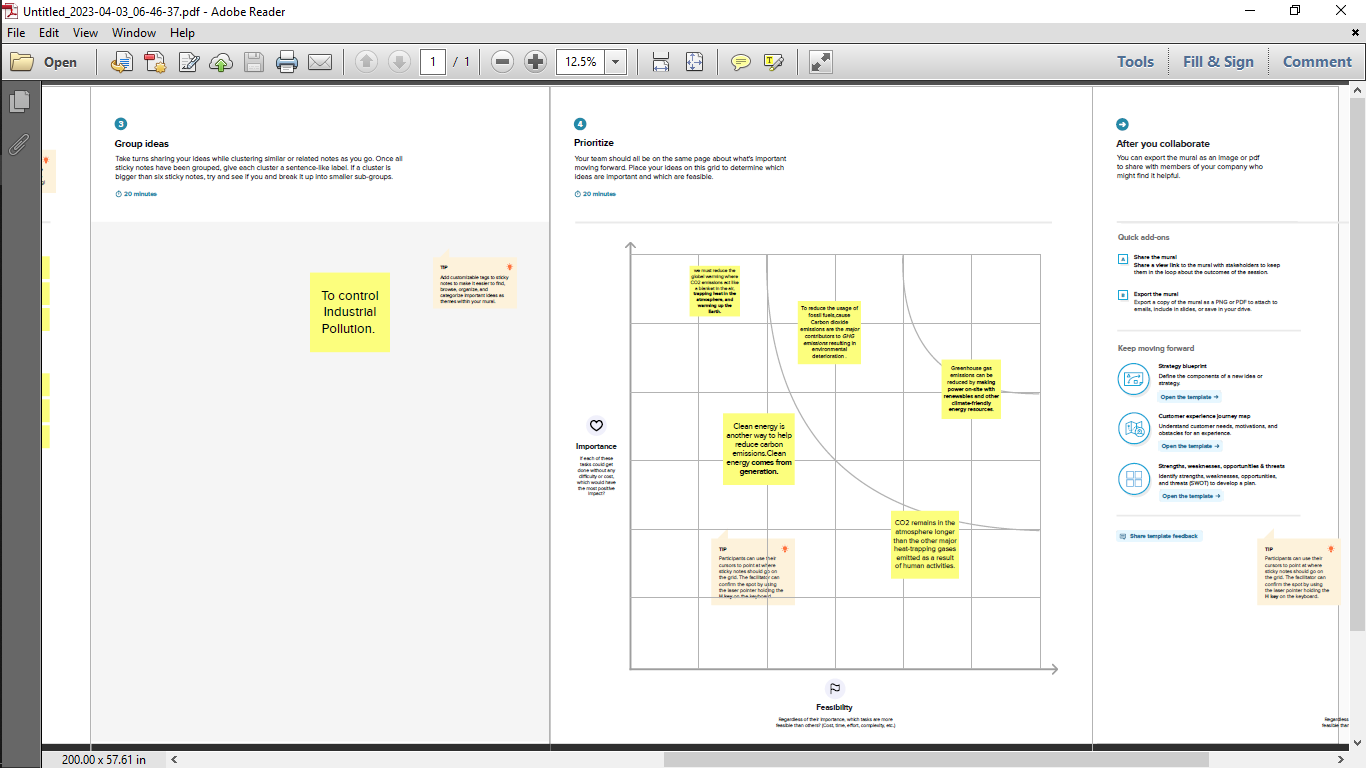 Untitled_2023-04-03_06-46-37.pdf - Adobe Reader
File Edit View Window Help
Open
1 / 1
12.5%
Tools Fill & Sign Comment
3
Group ideas
Take turns sharing your ideas while clustering similar or related notes as you go. Once all
sticky notes have been grouped, give each cluster a sentence-like label. If a cluster is
bigger than six sticky notes, try and see if you and break it up into smaller sub-groups.
20 minutes
To control
Industrial
Pollution.
TIP
Add customizable tags to sticky
notes to make it easier to find,
browse, organize, and
categorize important ideas as
themes within your mural.
4
Prioritize
Your team should all be on the same page about what's important
moving forward. Place your ideas on this grid to determine which
ideas are important and which are feasible.
20 minutes
we must reduce the
global warming where
CO2 emissions act like
a blanket in the air,
trapping heat in the
atmosphere, and
warming up the
Earth.
To reduce the usage of
fossil fuels,cause
Carbon dioxide
emissions are the major
contributors to GHG
emissions resulting in
environmental
deterioration .
Greenhouse gas
emissions can be
reduced by making
power on-site with
renewables and other
climate-friendly
energy resources.
Clean energy is
another way to help
reduce carbon
emissions.Clean
energy comes from
generation.
CO2 remains in the
atmosphere longer
than the other major
heat-trapping gases
emitted as a result
of human activities.
Importance
If each of these
tasks could get
done without any
difficulty or cost,
which would have
the most positive
impact?
TIP
Participants can use their
cursors to point at where
sticky notes should go on
the grid. The facilitator can
confirm the spot by using
the laser pointer holding the
H key on the keyboard.
Feasibility
Regardless of their importance, which tasks are more
feasible than others? (Cost, time, effort, complexity, etc.)
After you collaborate
You can export the mural as an image or pdf
to share with members of your company who
might find it helpful.
Quick add-ons
A
Share the mural
Share a view link to the mural with stakeholders to keep
them in the loop about the outcomes of the session.
B
Export the mural
Export a copy of the mural as a PNG or PDF to attach to
emails, include in slides, or save in your drive.
Keep moving forward
Strategy blueprint
Define the components of a new idea or
strategy.
Open the template →
Customer experience journey map
Understand customer needs, motivations, and
obstacles for an experience.
Open the template →
Strengths, weaknesses, opportunities & threats
Identify strengths, weaknesses, opportunities,
and threats (SWOT) to develop a plan.
Open the template →
Share template feedback
TIP
Participants can use their
cursors to point at where
sticky notes should go on
the grid. The facilitator can
confirm the spot by using
the laser pointer holding the
H key on the keyboard.
Regardless
feasible than
200.00 x 57.61 in